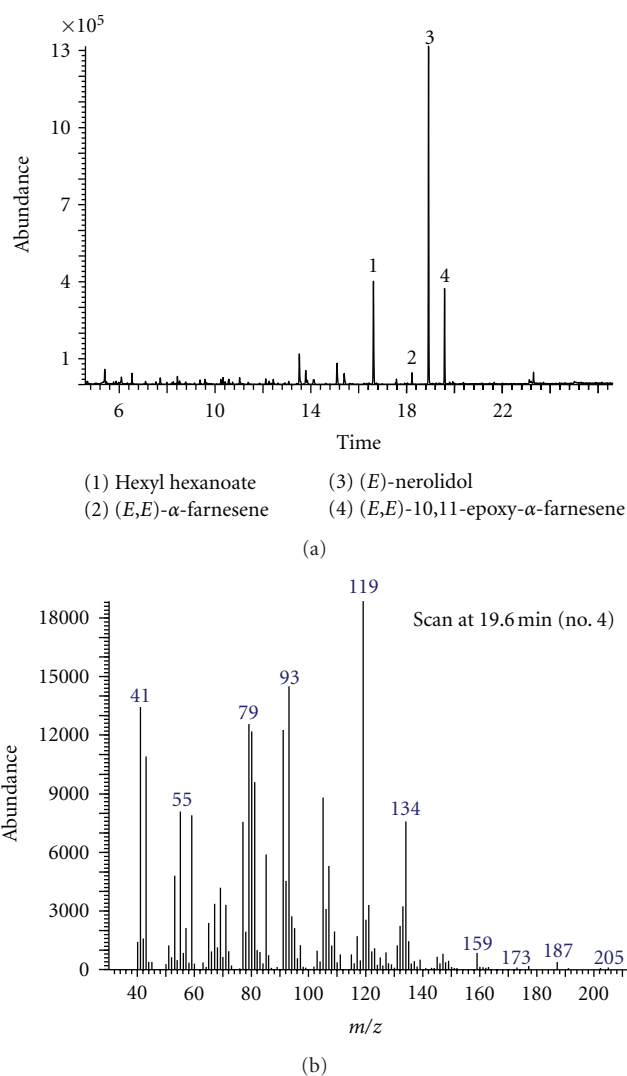 ×10⁵
13
10
7
4
1
Abundance
1
2
3
4
6 10 14 18 22
Time
(1) Hexyl hexanoate (3) (E)-nerolidol
(2) (E,E)-α-farnesene (4) (E,E)-10,11-epoxy-α-farnesene
(a)
18000
15000
12000
9000
6000
3000
0
Abundance
Scan at 19.6 min (no. 4)
41
55
79
93
119
134
159
173
187
205
40 60 80 100 120 140 160 180 200
m/z
(b)